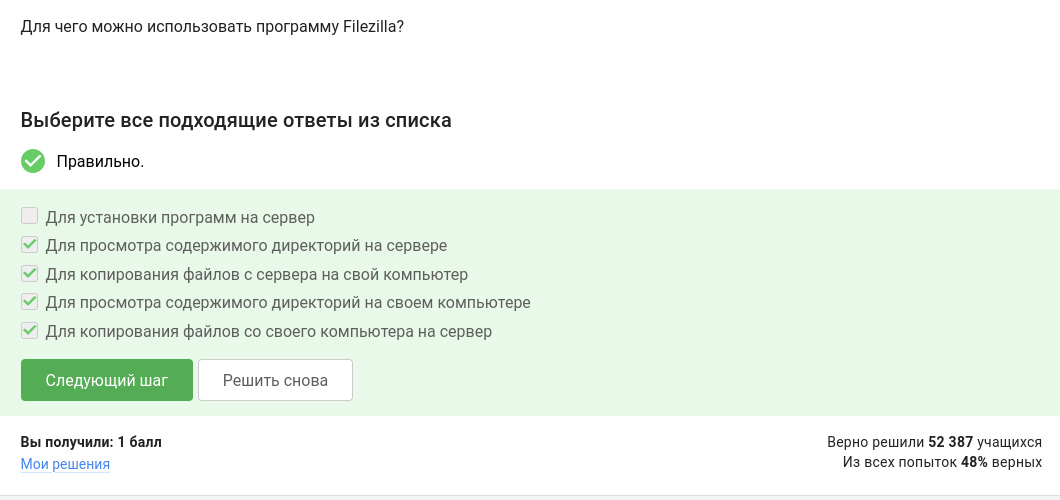 Для чего можно использовать программу Filezilla?
Выберите все подходящие ответы из списка
Правильно.
Для установки программ на сервер
Для просмотра содержимого директорий на сервере
Для копирования файлов с сервера на свой компьютер
Для просмотра содержимого директорий на своем компьютере
Для копирования файлов со своего компьютера на сервер
Следующий шаг
Решить снова
Вы получили: 1 балл
Мои решения
Верно решили 52 387 учащихся
Из всех попыток 48% верных